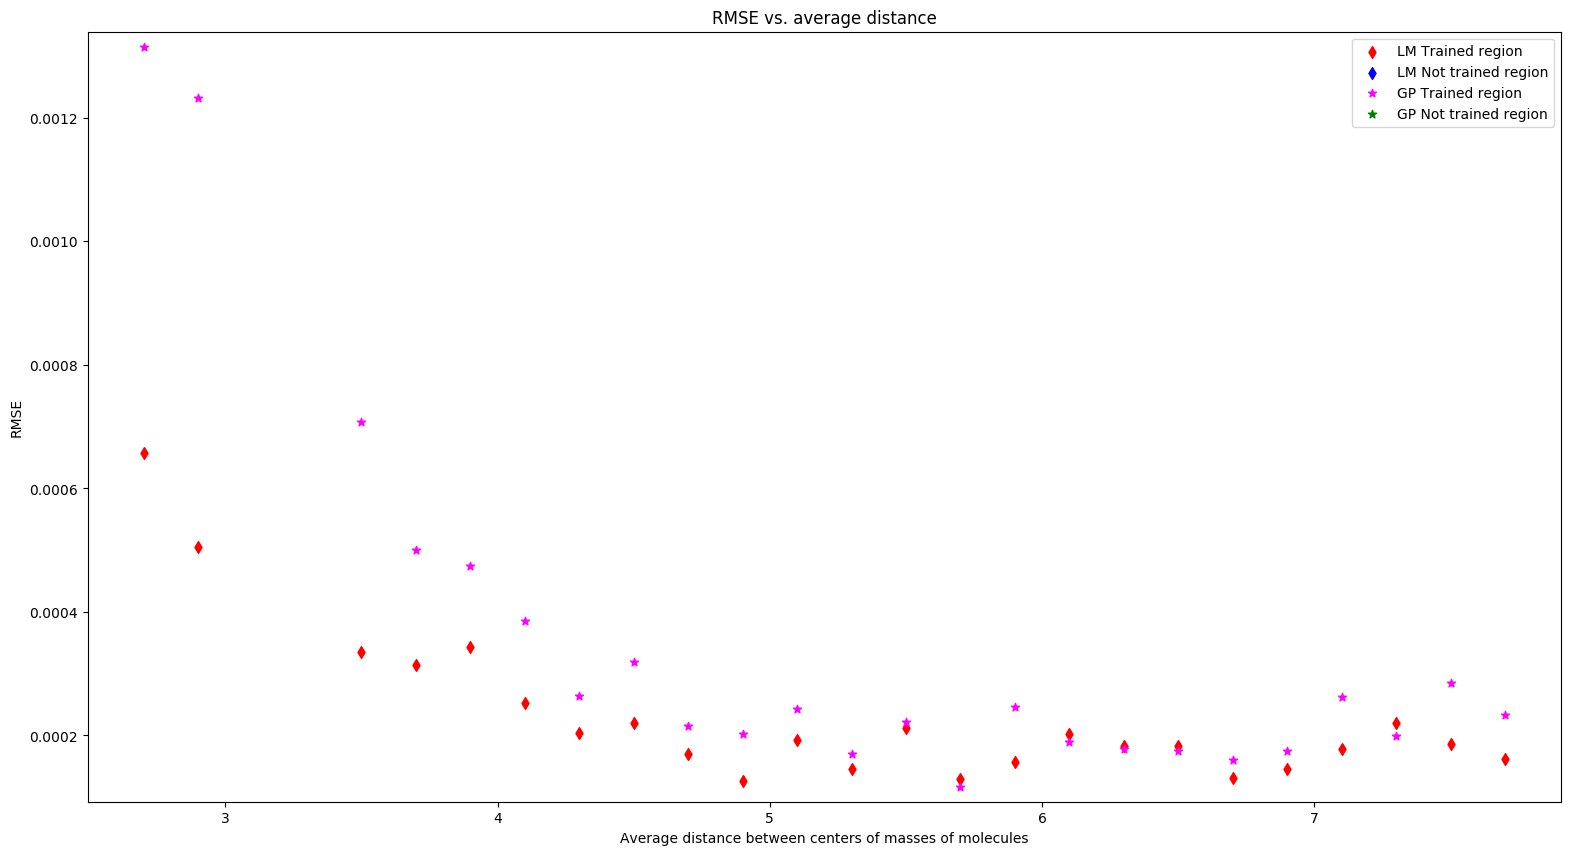 RMSE vs. average distance
LM Trained region
LM Not trained region
GP Trained region
GP Not trained region
0.0012
0.0010
0.0008
0.0006
0.0004
0.0002
RMSE
3 4 5 6 7
Average distance between centers of masses of molecules